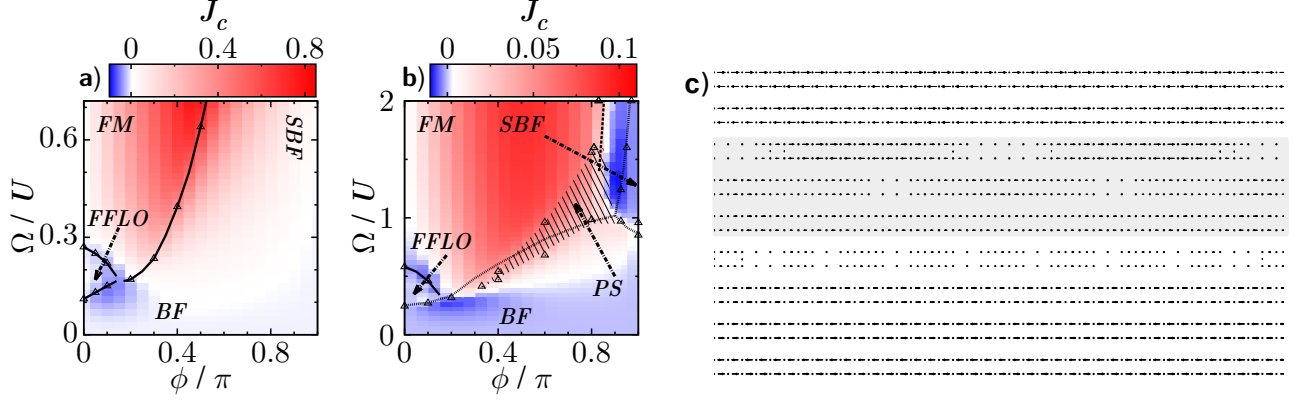 J_c
0 0.4 0.8
a)
FM
SBF
FFLO
BF
0.6
0.3
0
Ω / U
0 0.4 0.8
ϕ / π
J_c
0 0.05 0.1
b)
FM
SBF
FFLO
PS
BF
2
1
0
Ω / U
0 0.4 0.8
ϕ / π
c)